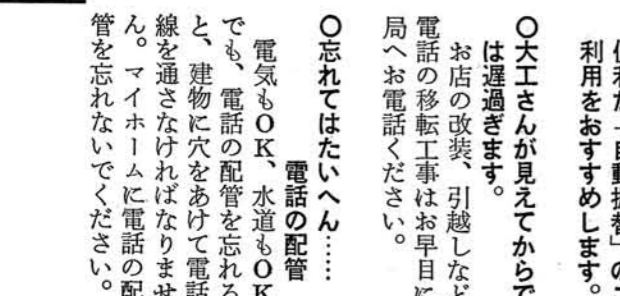 利用をおすすめします。
〇大工さんが見えてからで
は遅過ぎます。
お店の改装、引越しなど
電話の移転工事はお早目に
局へお電話ください。
〇忘れてはたいへん……
電話の配管
電気もOK、水道もOK
でも、電話の配管を忘れる
と、建物に穴をあけて電話
線を通さなければなりませ
ん。マイホームに電話の配
管を忘れないでください。